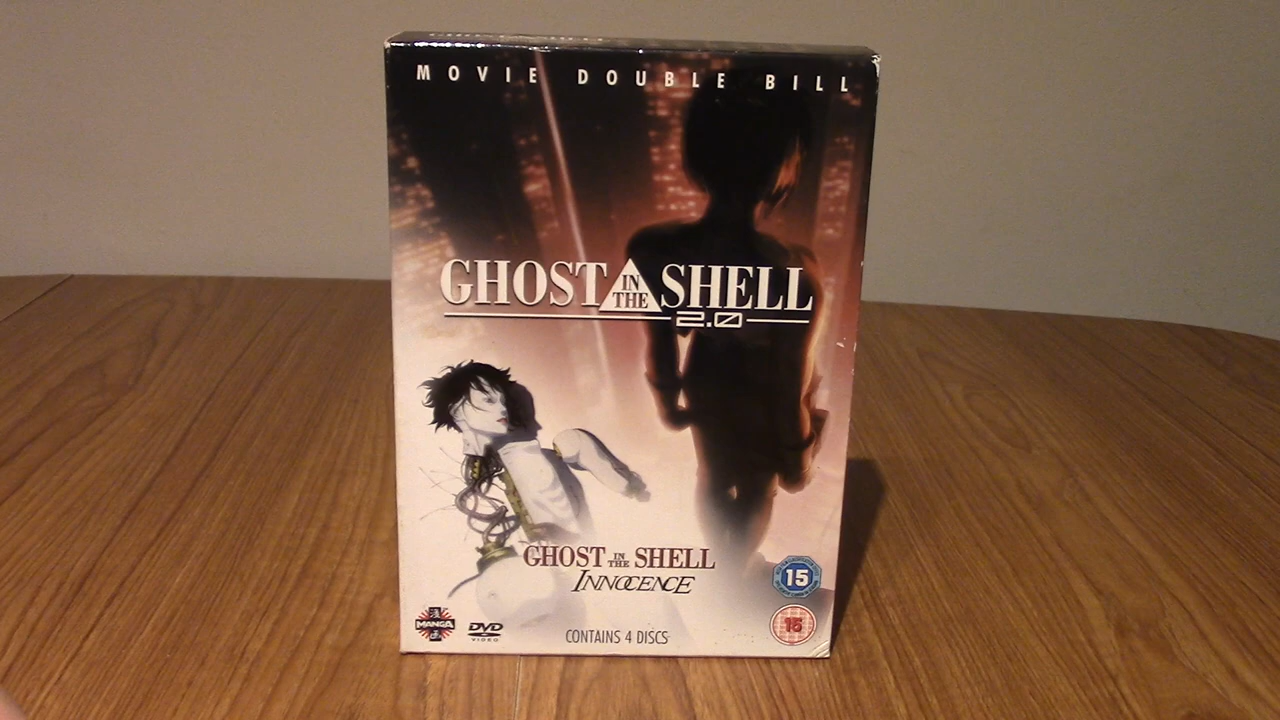 MOVIE DOUBLE BILL
GHOST IN THE SHELL
2.0
GHOST IN THE SHELL
INNOCENCE
15
MANGA
DVD
VIDEO
CONTAINS 4 DISCS
15